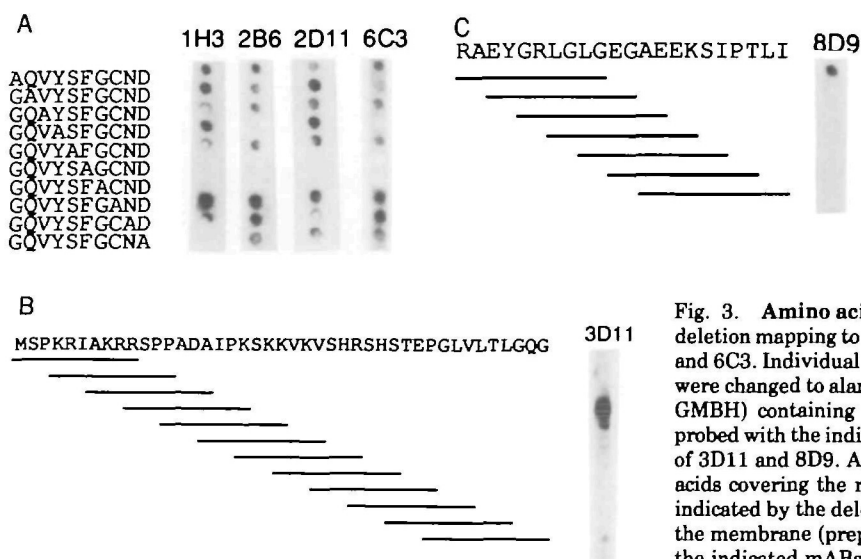 A
1H3 2B6 2D11 6C3
AQVYSFGCND
GAVYSFGCND
GQAYSFGCND
GQVASFGCND
GQVYAFGCND
GQVYSAGCND
GQVYSFACND
GQVYSFGAND
GQVYSFGCAD
GQVYSFGCNA
C
RAEYGRLGLGEGAEEKSIPTLI
8D9
B
MSPKRIAKRRSPPADAIPKSKKVKVSHRSHSTEPGLVLTLGQG
3D11
Fig. 3. Amino aci
deletion mapping to
and 6C3. Individual
were changed to alar
GMBH) containing
probed with the indi
of 3D11 and 8D9. A
acids covering the r
indicated by the del
the membrane (prep
the indicated mABs